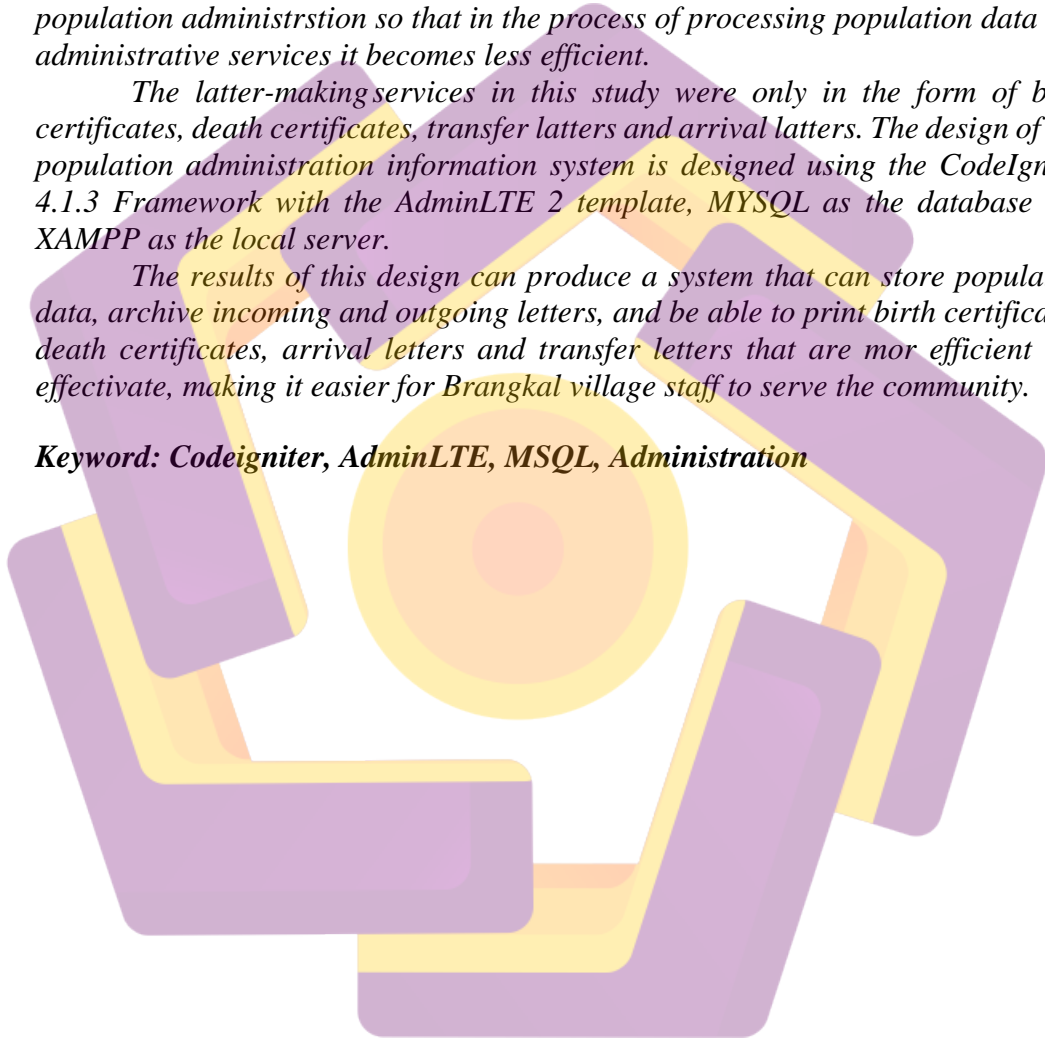 population administrstion so that in the process of processing population data
administrative services it becomes less efficient.
The latter-making services in this study were only in the form of b
certificates, death certificates, transfer latters and arrival latters. The design of
population administration information system is designed using the CodeIgn
4.1.3 Framework with the AdminLTE 2 template, MYSQL as the database
XAMPP as the local server.
The results of this design can produce a system that can store popula
data, archive incoming and outgoing letters, and be able to print birth certifica
death certificates, arrival letters and transfer letters that are mor efficient
effectivate, making it easier for Brangkal village staff to serve the community.
Keyword: Codeigniter, AdminLTE, MSQL, Administration